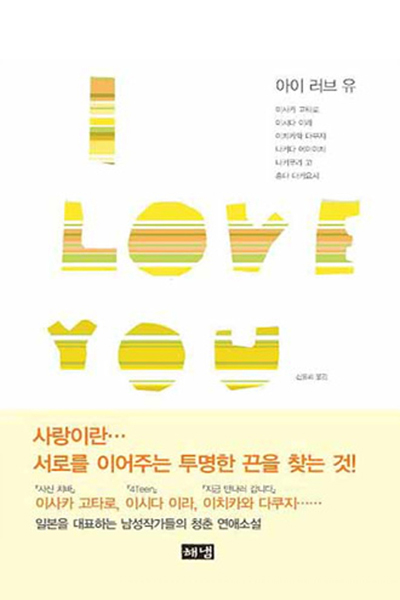 I
아이 러브 유
이사카 고타로
이시다 이라
이치카와 다쿠지
나카타 에이이치
나카무라 고
혼다 다카요시
LOVE
YOU
옮김
사랑이란…
서로를 이어주는 투명한 끈을 찾는 것!
『사신 치바』 『4Teen』 『지금 만나러 갑니다』
이사카 고타로, 이시다 이라, 이치카와 다쿠지……
일본을 대표하는 남성작가들의 청춘 연애소설
해냄